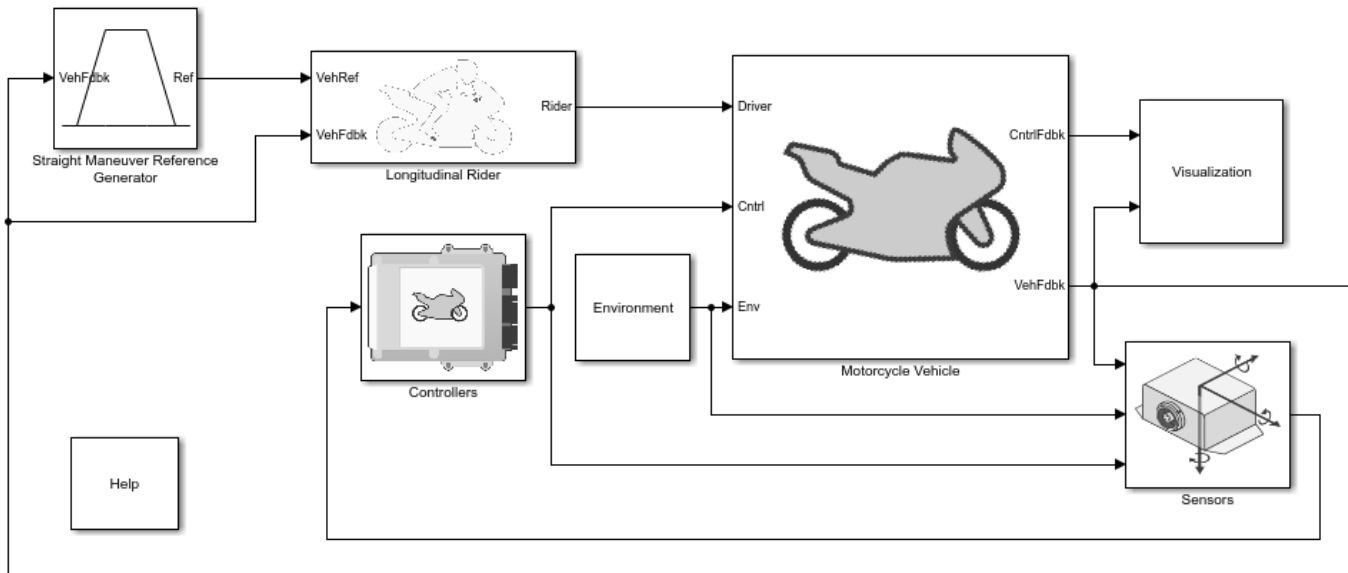 VehFdbk
Ref
Straight Maneuver Reference
Generator
VehRef
VehFdbk
Rider
Longitudinal Rider
Driver
Cntrl
Env
CntrlFdbk
VehFdbk
Motorcycle Vehicle
Visualization
Controllers
Environment
Sensors
Help